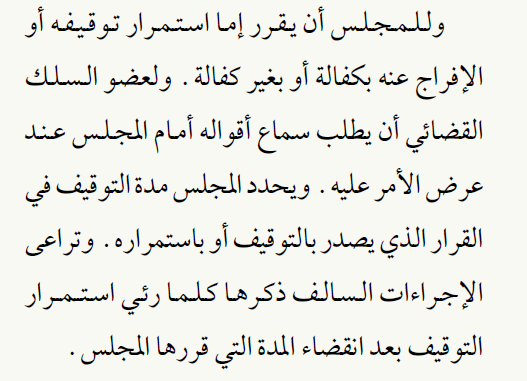 وللمجلس أن يقرر إما استمرار توقيفه أو
الإفراج عنه بكفالة أو بغير كفالة . ولعضو السلك
القضائي أن يطلب سماع أقواله أمام المجلس عند
عرض الأمر عليه . ويحدد المجلس مدة التوقيف في
القرار الذي يصدر بالتوقيف أو باستمراره . وتراعى
الإجراءات السالف ذكرها كلما رئي استمرار
التوقيف بعد انقضاء المدة التي قررها المجلس .